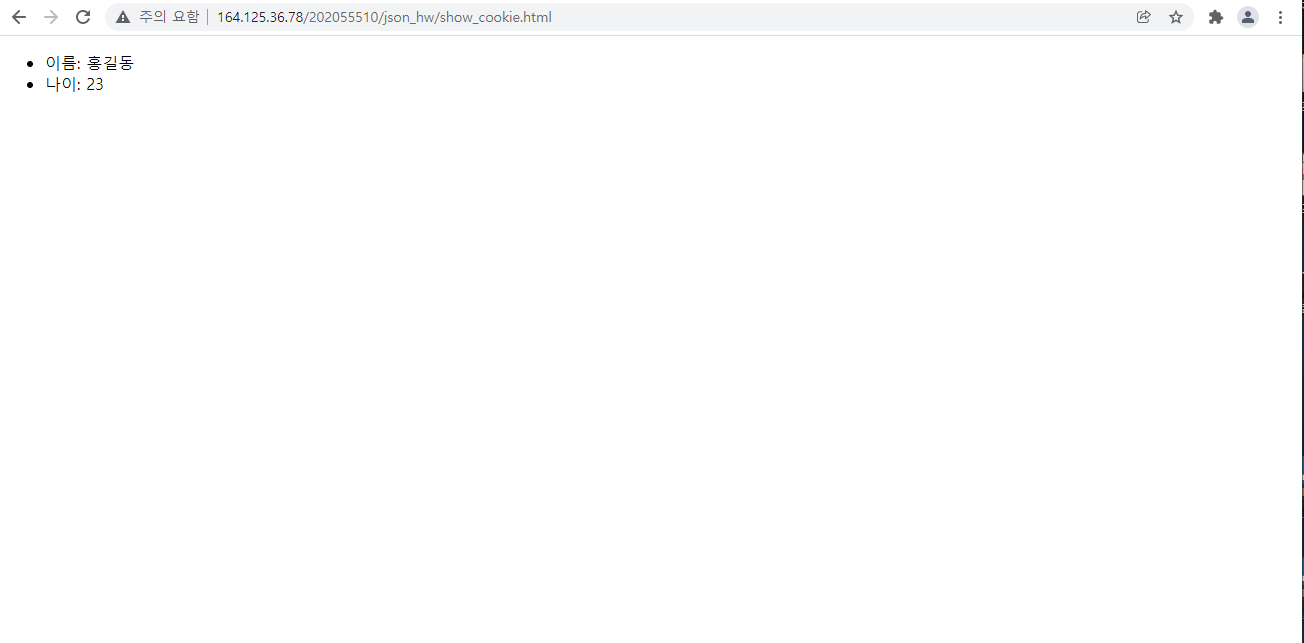 주의 요함 164.125.36.78/202055510/json_hw/show_cookie.html
이름: 홍길동
나이: 23